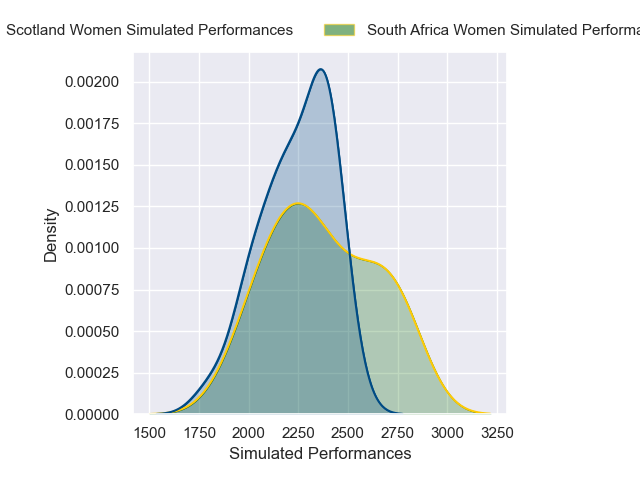 Scotland Women Simulated Performances
South Africa Women Simulated Performa
0.00200
0.00175
0.00150
0.00125
0.00100
0.00075
0.00050
0.00025
0.00000
Density
1500 1750 2000 2250 2500 2750 3000 3250
Simulated Performances